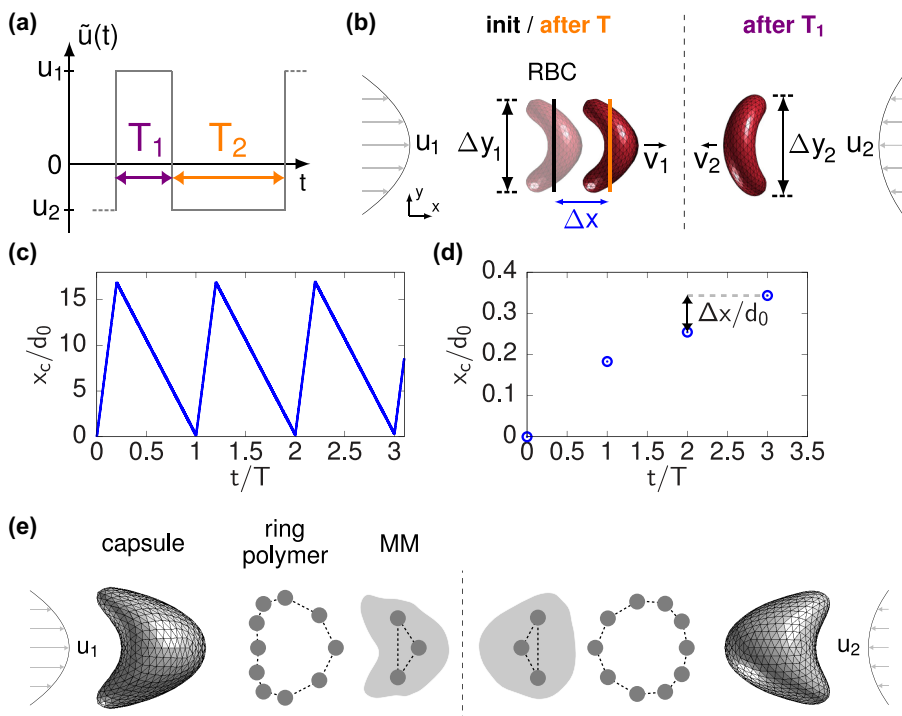 (a)
ũ(t)
u₁
T₁
T₂
0
t
u₂
(b)
init / after T
after T₁
RBC
u₁
Δy₁
v₁
v₂
Δy₂
u₂
y
x
Δx
(c)
x_c/d₀
15
10
5
0
0 0.5 1 1.5 2 2.5 3
t/T
(d)
x_c/d₀
0.4
0.3
0.2
0.1
0
Δx/d₀
0 0.5 1 1.5 2 2.5 3 3.5
t/T
(e)
capsule
ring
polymer
MM
u₁
u₂